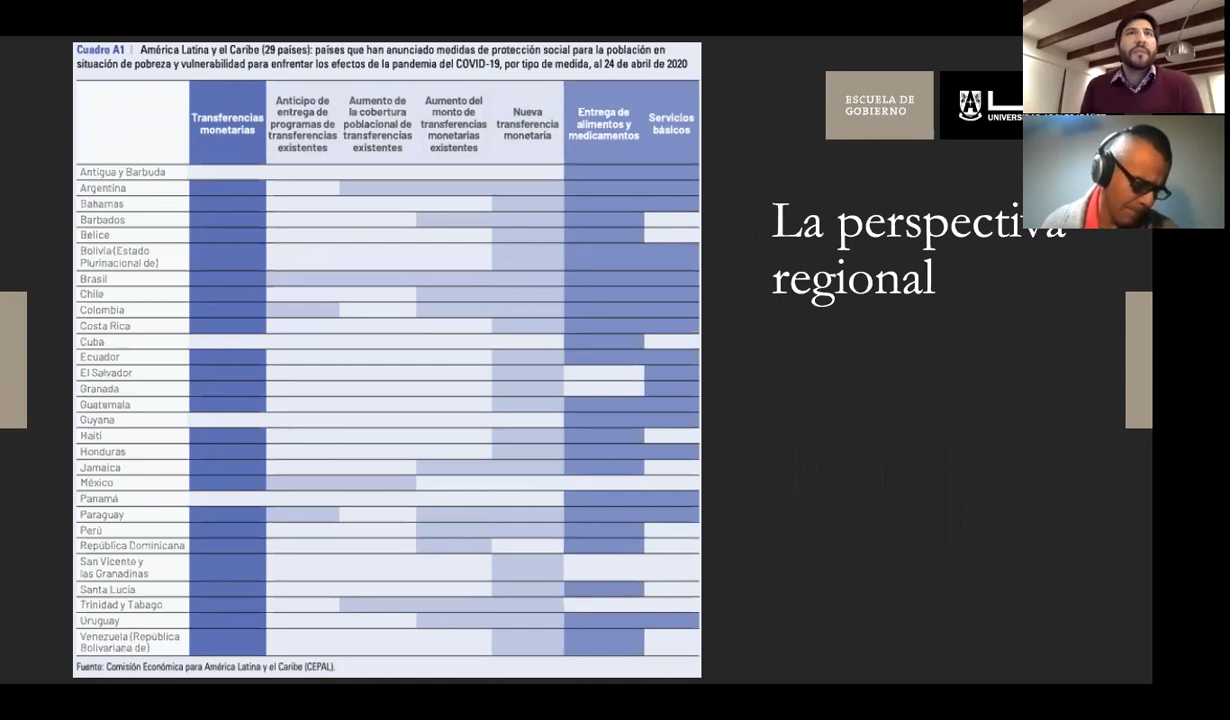 Cuadro A1 | América Latina y el Caribe (29 países): países que han anunciado medidas de protección social para la población en
situación de pobreza y vulnerabilidad para enfrentar los efectos de la pandemia del COVID-19, por tipo de medida, al 24 de abril de 2020
Transferencias
monetarias
Anticipo de
entrega de
programas de
transferencias
existentes
Aumento de
la cobertura
poblacional de
transferencias
existentes
Aumento del
monto de
transferencias
monetarias
existentes
Nueva
transferencia
monetaria
Entrega de
alimentos y
medicamentos
Servicios
básicos
Antigua y Barbuda
Argentina
Bahamas
Barbados
Belice
Bolivia (Estado
Plurinacional de)
Brasil
Chile
Colombia
Costa Rica
Cuba
Ecuador
El Salvador
Granada
Guatemala
Guyana
Haití
Honduras
Jamaica
México
Panamá
Paraguay
Perú
República Dominicana
San Vicente y
las Granadinas
Santa Lucía
Trinidad y Tabago
Uruguay
Venezuela (República
Bolivariana de)
Fuente: Comisión Económica para América Latina y el Caribe (CEPAL).
ESCUELA DE
GOBIERNO
La perspectiva
regional